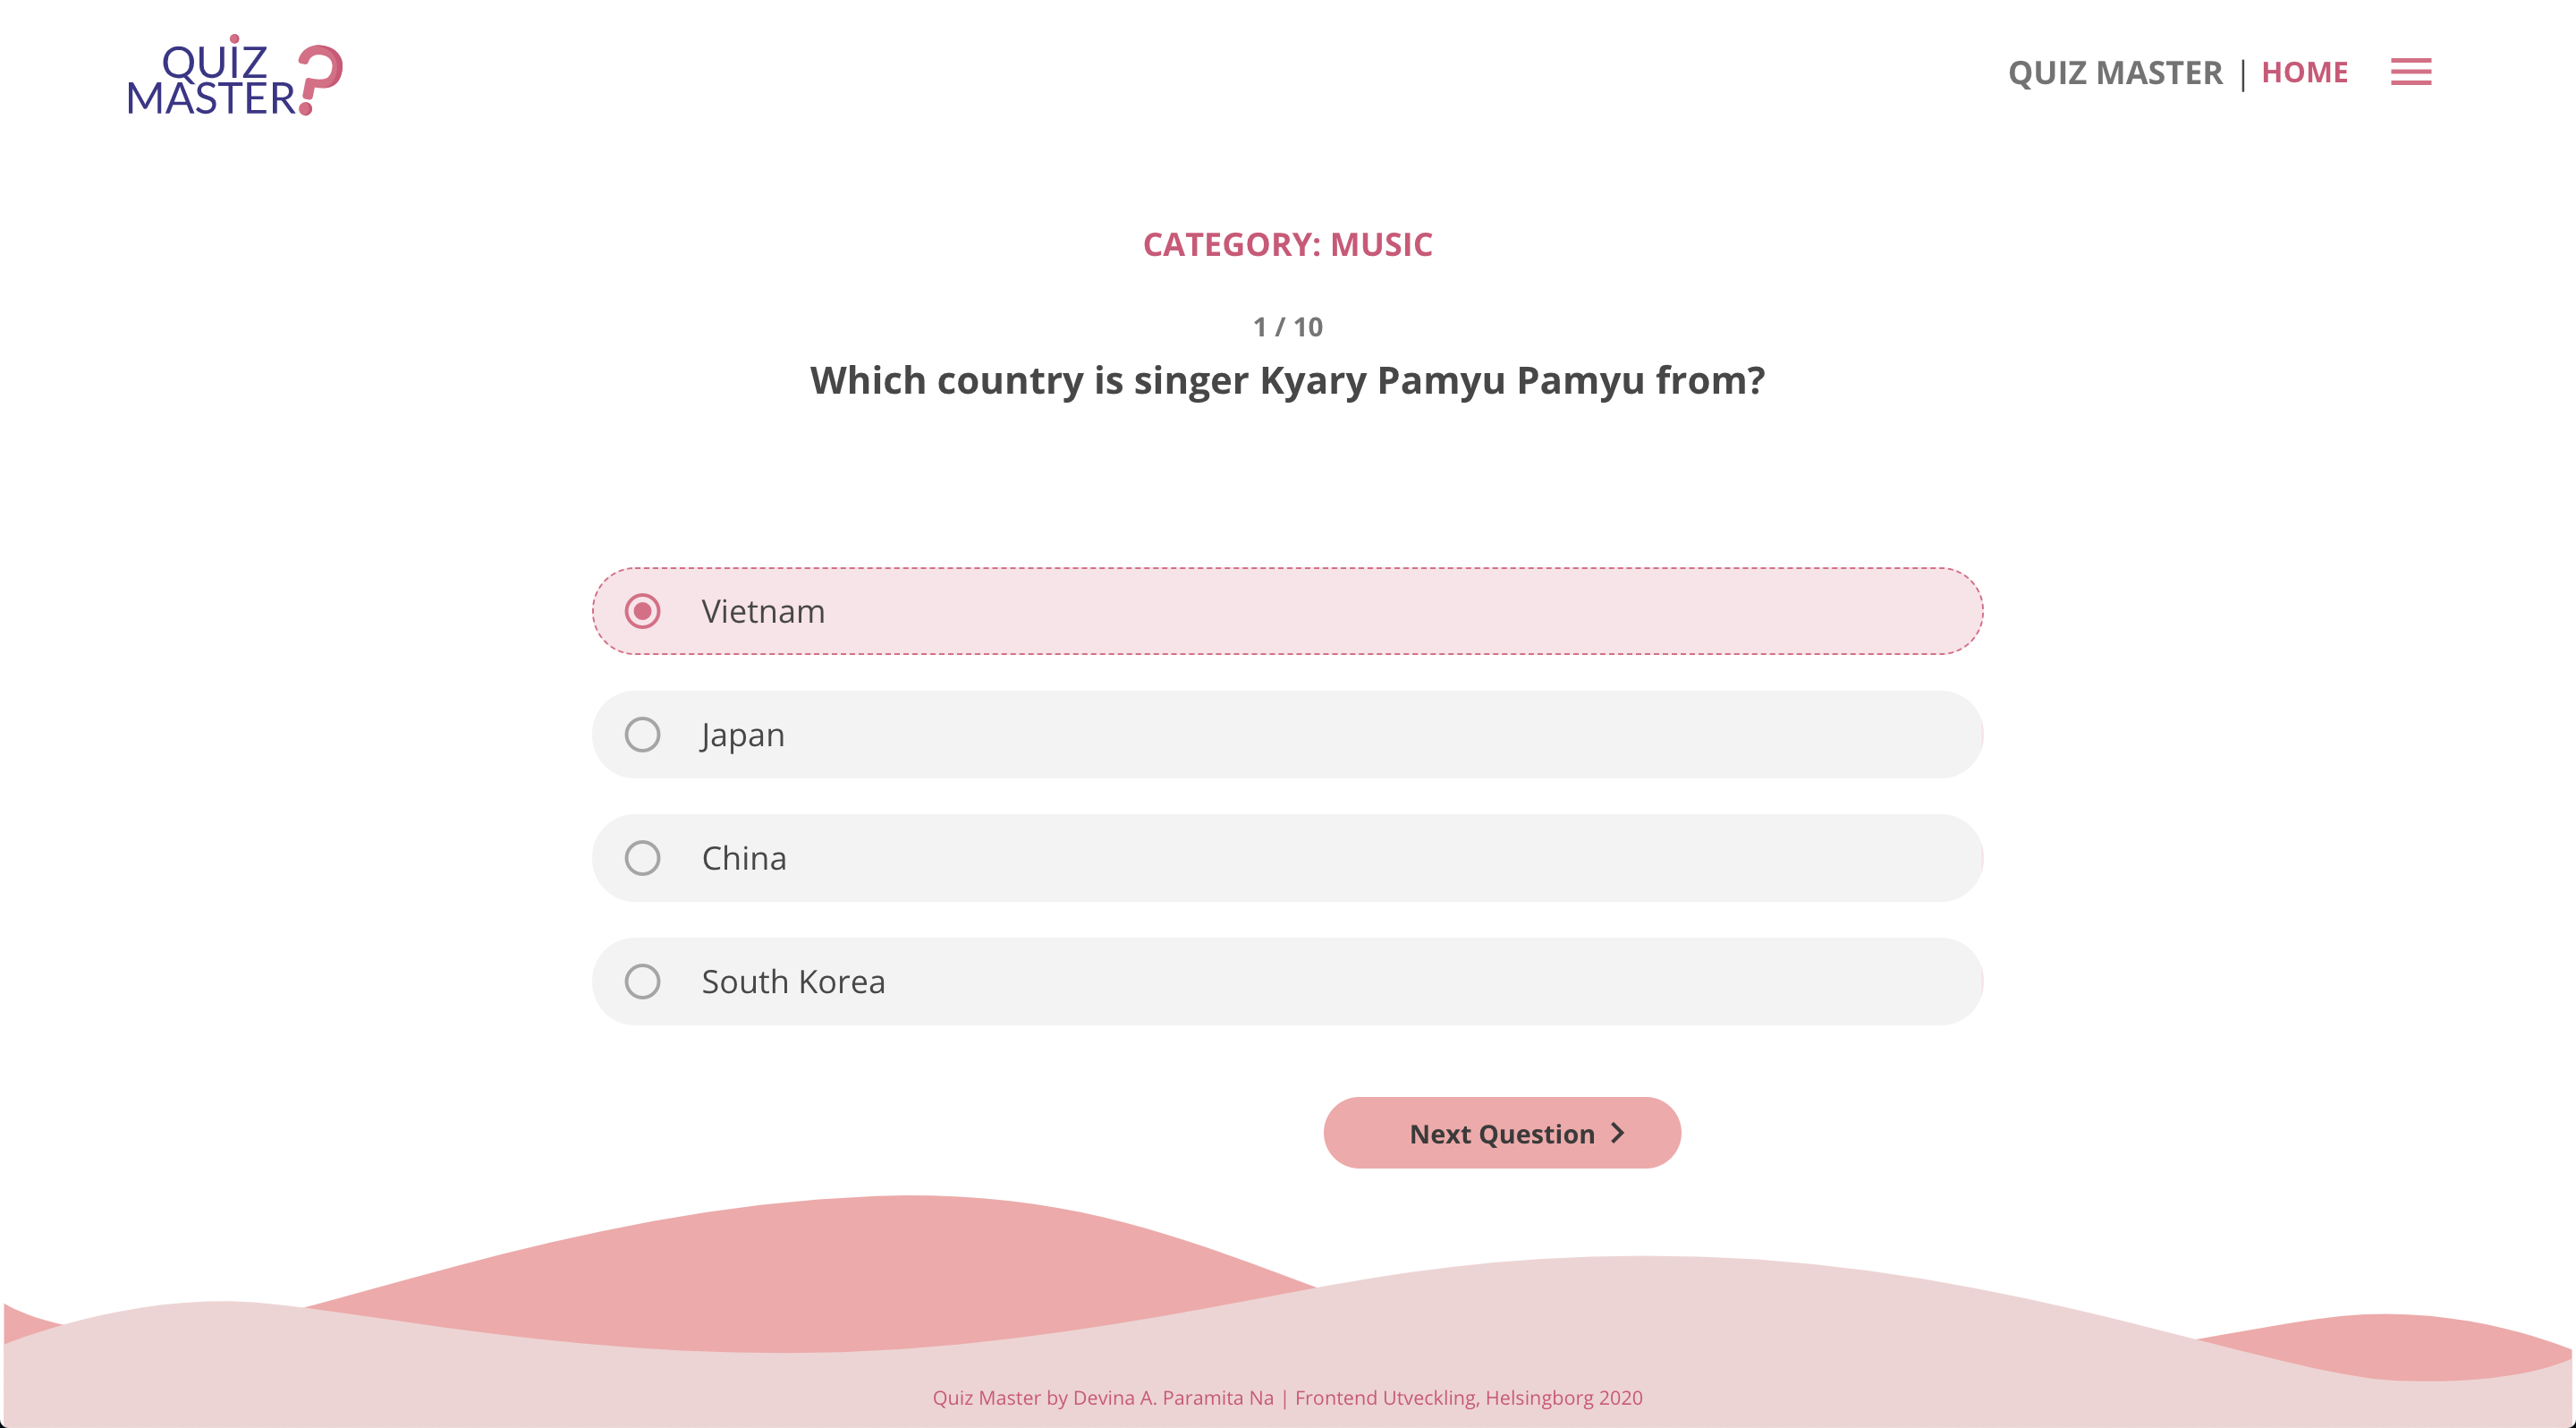 QUIZ
MASTER?
QUIZ MASTER | HOME
CATEGORY: MUSIC
1 / 10
Which country is singer Kyary Pamyu Pamyu from?
Vietnam
Japan
China
South Korea
Next Question
Quiz Master by Devina A. Paramita Na | Frontend Utveckling, Helsingborg 2020